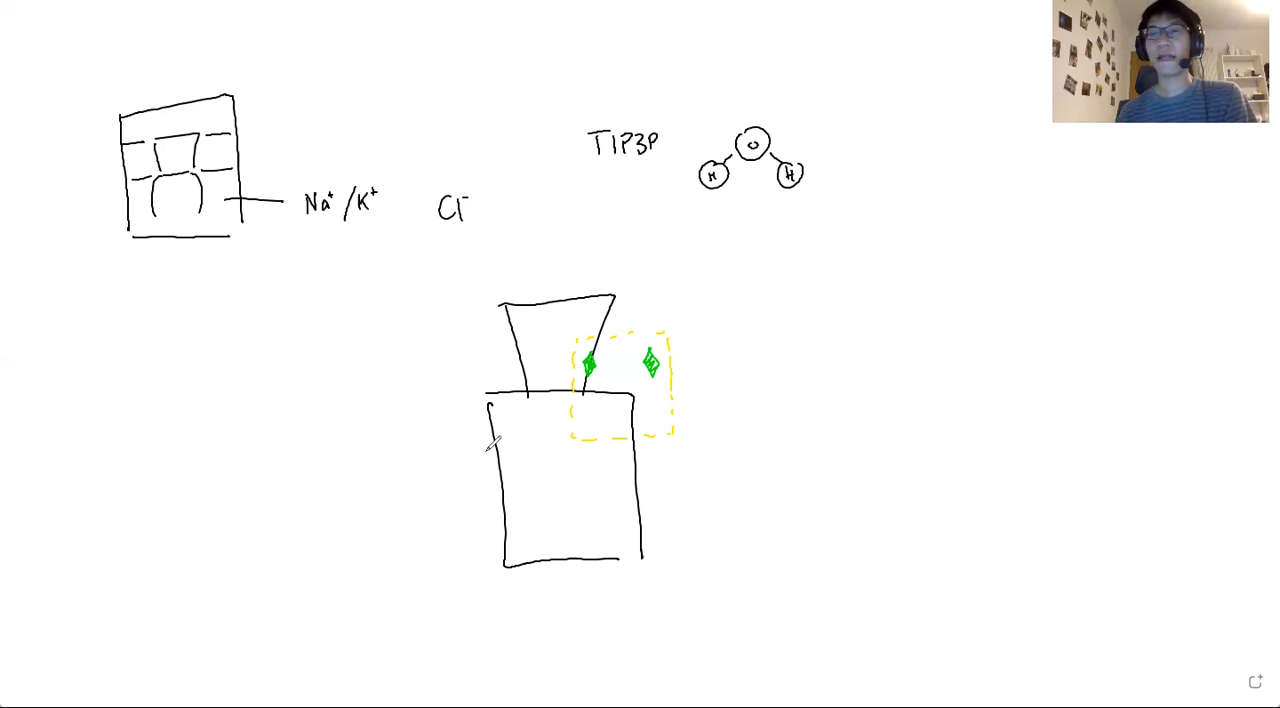 TIP3P
O
H H
Na⁺/K⁺ Cl⁻